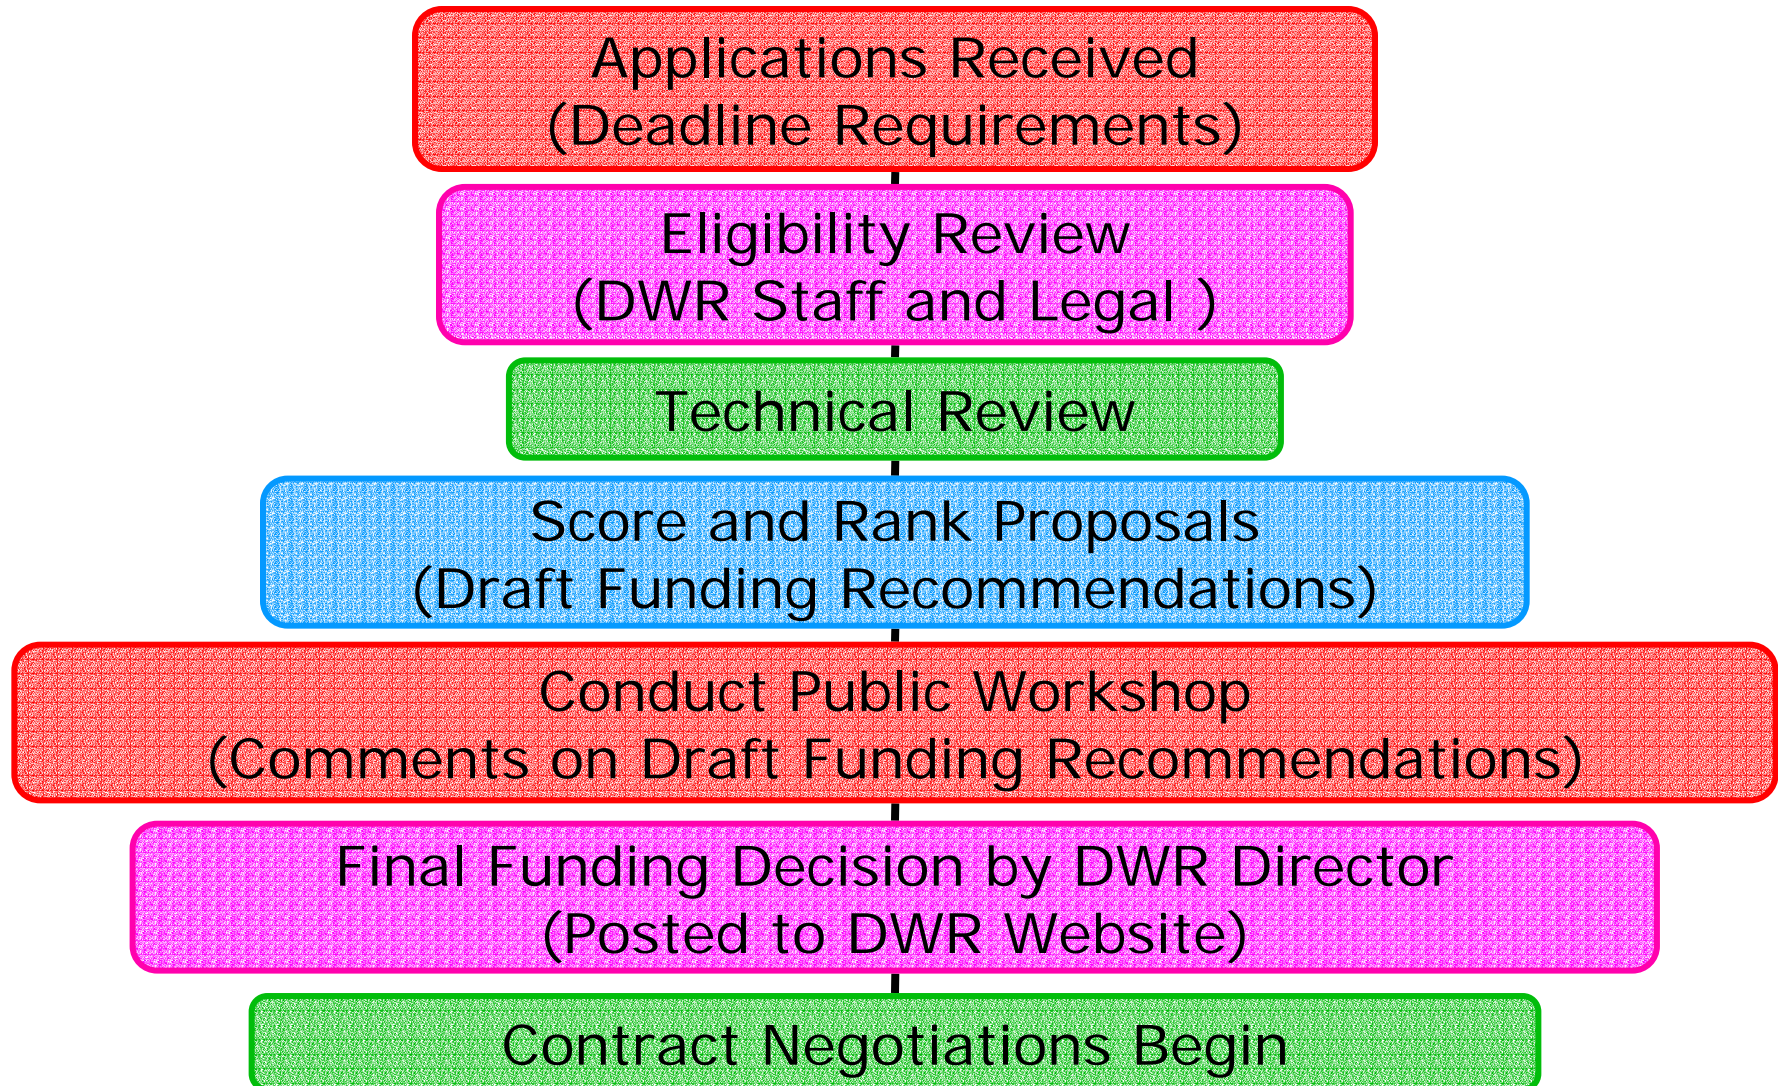 Applications Received
(Deadline Requirements)
Eligibility Review
(DWR Staff and Legal )
Technical Review
Score and Rank Proposals
(Draft Funding Recommendations)
Conduct Public Workshop
(Comments on Draft Funding Recommendations)
Final Funding Decision by DWR Director
(Posted to DWR Website)
Contract Negotiations Begin